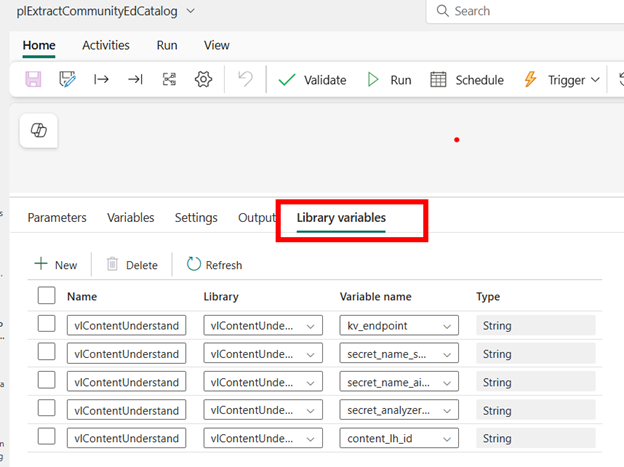 plExtractCommunityEdCatalog
Search
Home Activities Run View
Validate Run Schedule Trigger
Parameters Variables Settings Output Library variables
New Delete Refresh
Name Library Variable name Type
vlContentUnderstand vlContentUnde... kv_endpoint String
vlContentUnderstand vlContentUnde... secret_name_s... String
vlContentUnderstand vlContentUnde... secret_name_ai... String
vlContentUnderstand vlContentUnde... secret_analyzer... String
vlContentUnderstand vlContentUnde... content_lh_id String